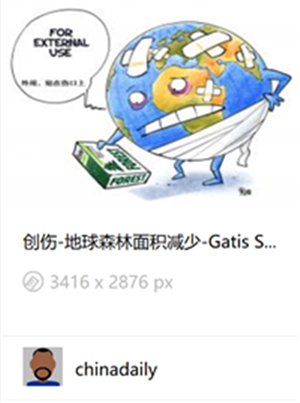 FOR
EXTERNAL
USE
外用，贴在伤口上
FOREST
创伤-地球森林面积减少-Gatis S...
3416 x 2876 px
chinadaily